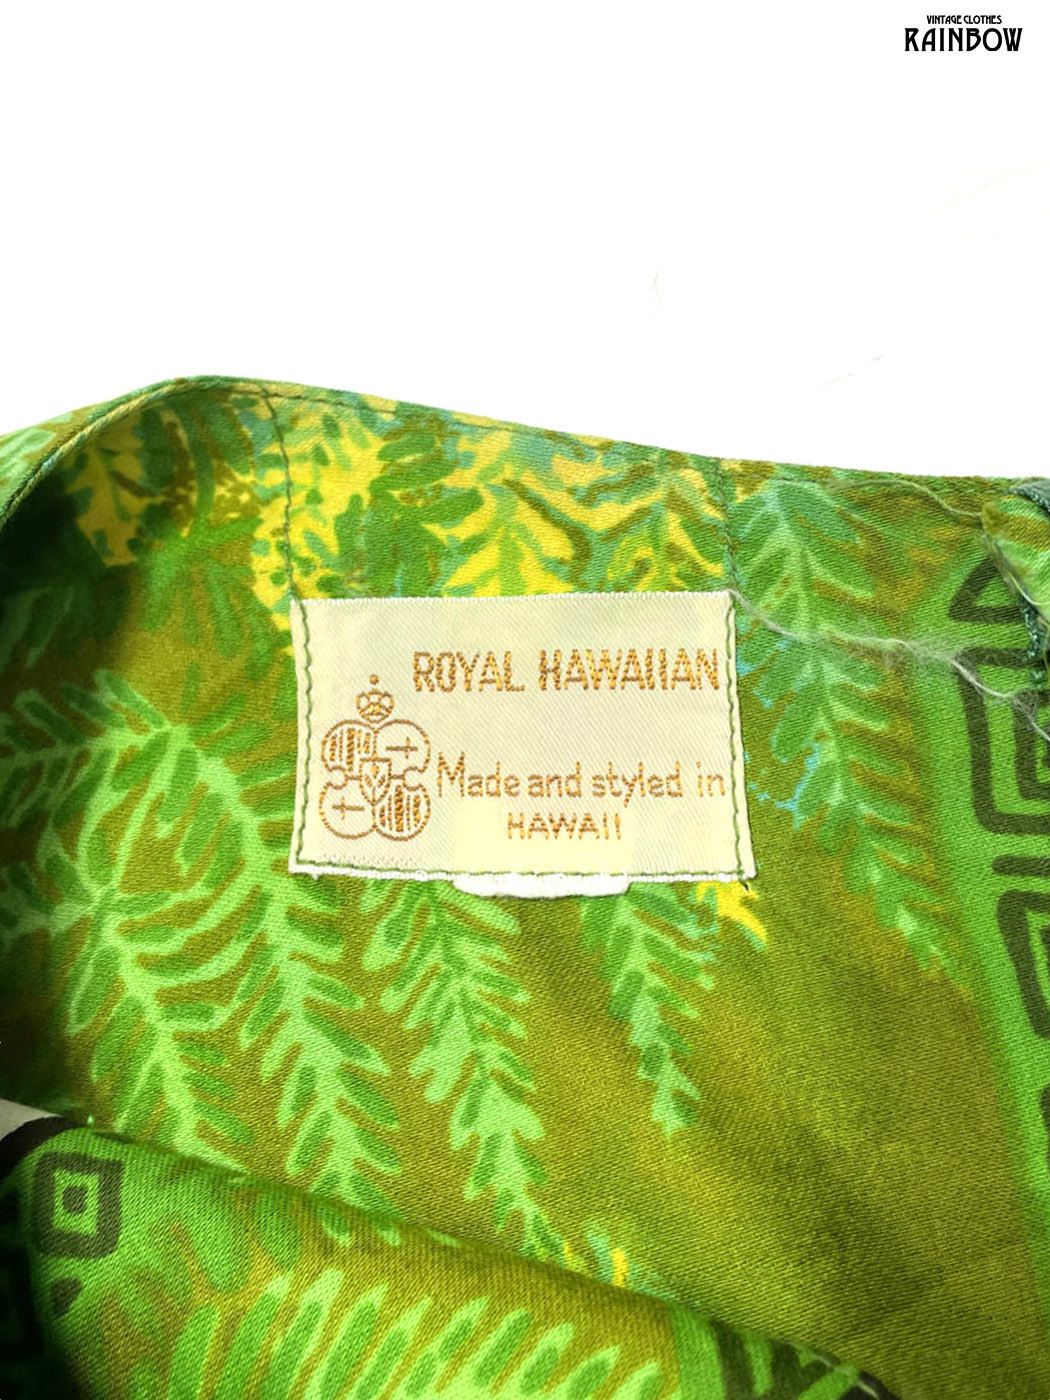 VINTAGE CLOTHES
RAINBOW
ROYAL HAWAIIAN
Made and styled in
HAWAII